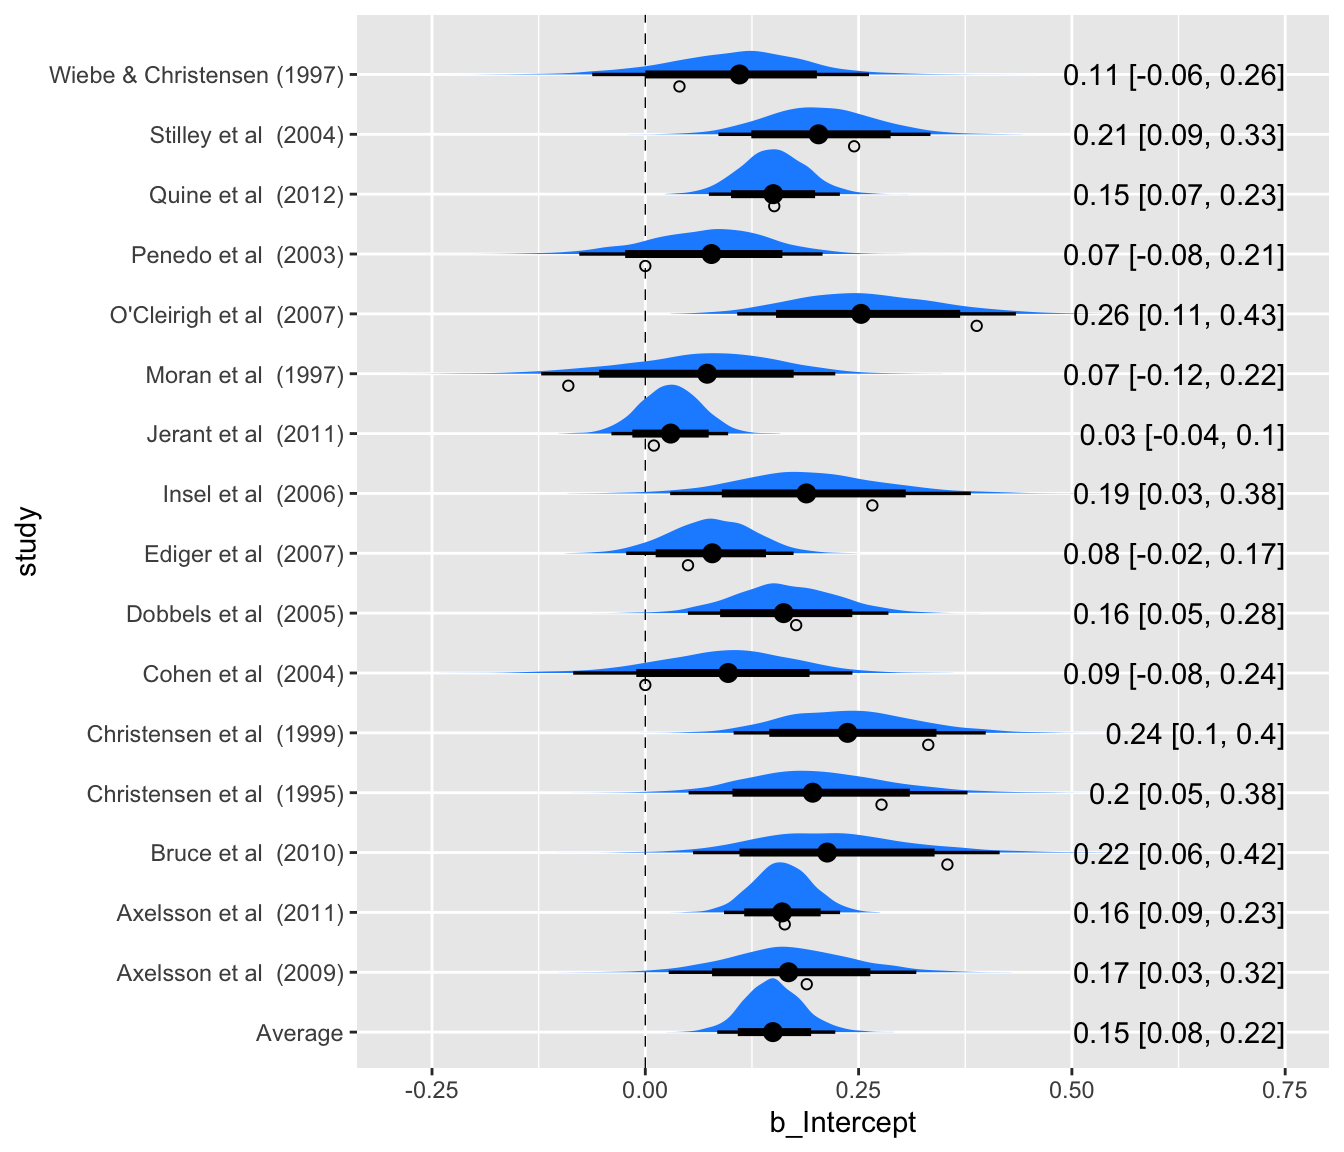 Wiebe & Christensen (1997) 0.11 [-0.06, 0.26]
Stilley et al (2004) 0.21 [0.09, 0.33]
Quine et al (2012) 0.15 [0.07, 0.23]
Penedo et al (2003) 0.07 [-0.08, 0.21]
O'Cleirigh et al (2007) 0.26 [0.11, 0.43]
Moran et al (1997) 0.07 [-0.12, 0.22]
Jerant et al (2011) 0.03 [-0.04, 0.1]
Insel et al (2006) 0.19 [0.03, 0.38]
Ediger et al (2007) 0.08 [-0.02, 0.17]
Dobbels et al (2005) 0.16 [0.05, 0.28]
Cohen et al (2004) 0.09 [-0.08, 0.24]
Christensen et al (1999) 0.24 [0.1, 0.4]
Christensen et al (1995) 0.2 [0.05, 0.38]
Bruce et al (2010) 0.22 [0.06, 0.42]
Axelsson et al (2011) 0.16 [0.09, 0.23]
Axelsson et al (2009) 0.17 [0.03, 0.32]
Average 0.15 [0.08, 0.22]
study
-0.25 0.00 0.25 0.50 0.75
b_Intercept